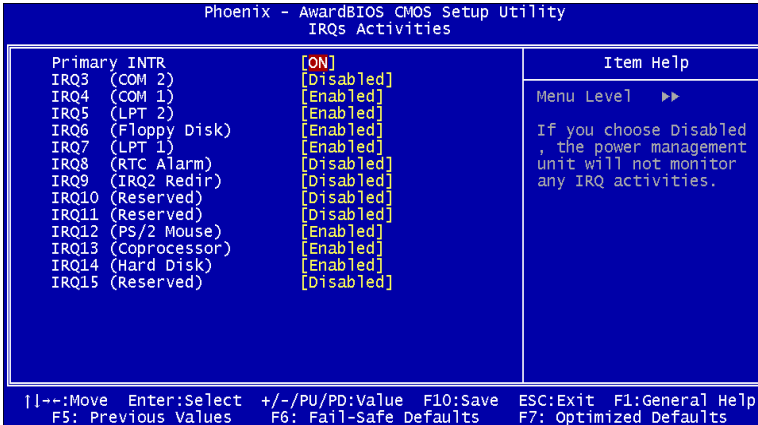 Phoenix - AwardBIOS CMOS Setup Utility
IRQs Activities
Primary INTR [ON]
IRQ3 (COM 2) [Disabled]
IRQ4 (COM 1) [Enabled]
IRQ5 (LPT 2) [Enabled]
IRQ6 (Floppy Disk) [Enabled]
IRQ7 (LPT 1) [Enabled]
IRQ8 (RTC Alarm) [Disabled]
IRQ9 (IRQ2 Redir) [Disabled]
IRQ10 (Reserved) [Disabled]
IRQ11 (Reserved) [Disabled]
IRQ12 (PS/2 Mouse) [Enabled]
IRQ13 (Coprocessor) [Enabled]
IRQ14 (Hard Disk) [Enabled]
IRQ15 (Reserved) [Disabled]
Item Help
Menu Level ►►
If you choose Disabled
, the power management
unit will not monitor
any IRQ activities.
↑↓→←:Move Enter:Select +/-/PU/PD:Value F10:Save ESC:Exit F1:General Help
F5: Previous Values F6: Fail-Safe Defaults F7: Optimized Defaults